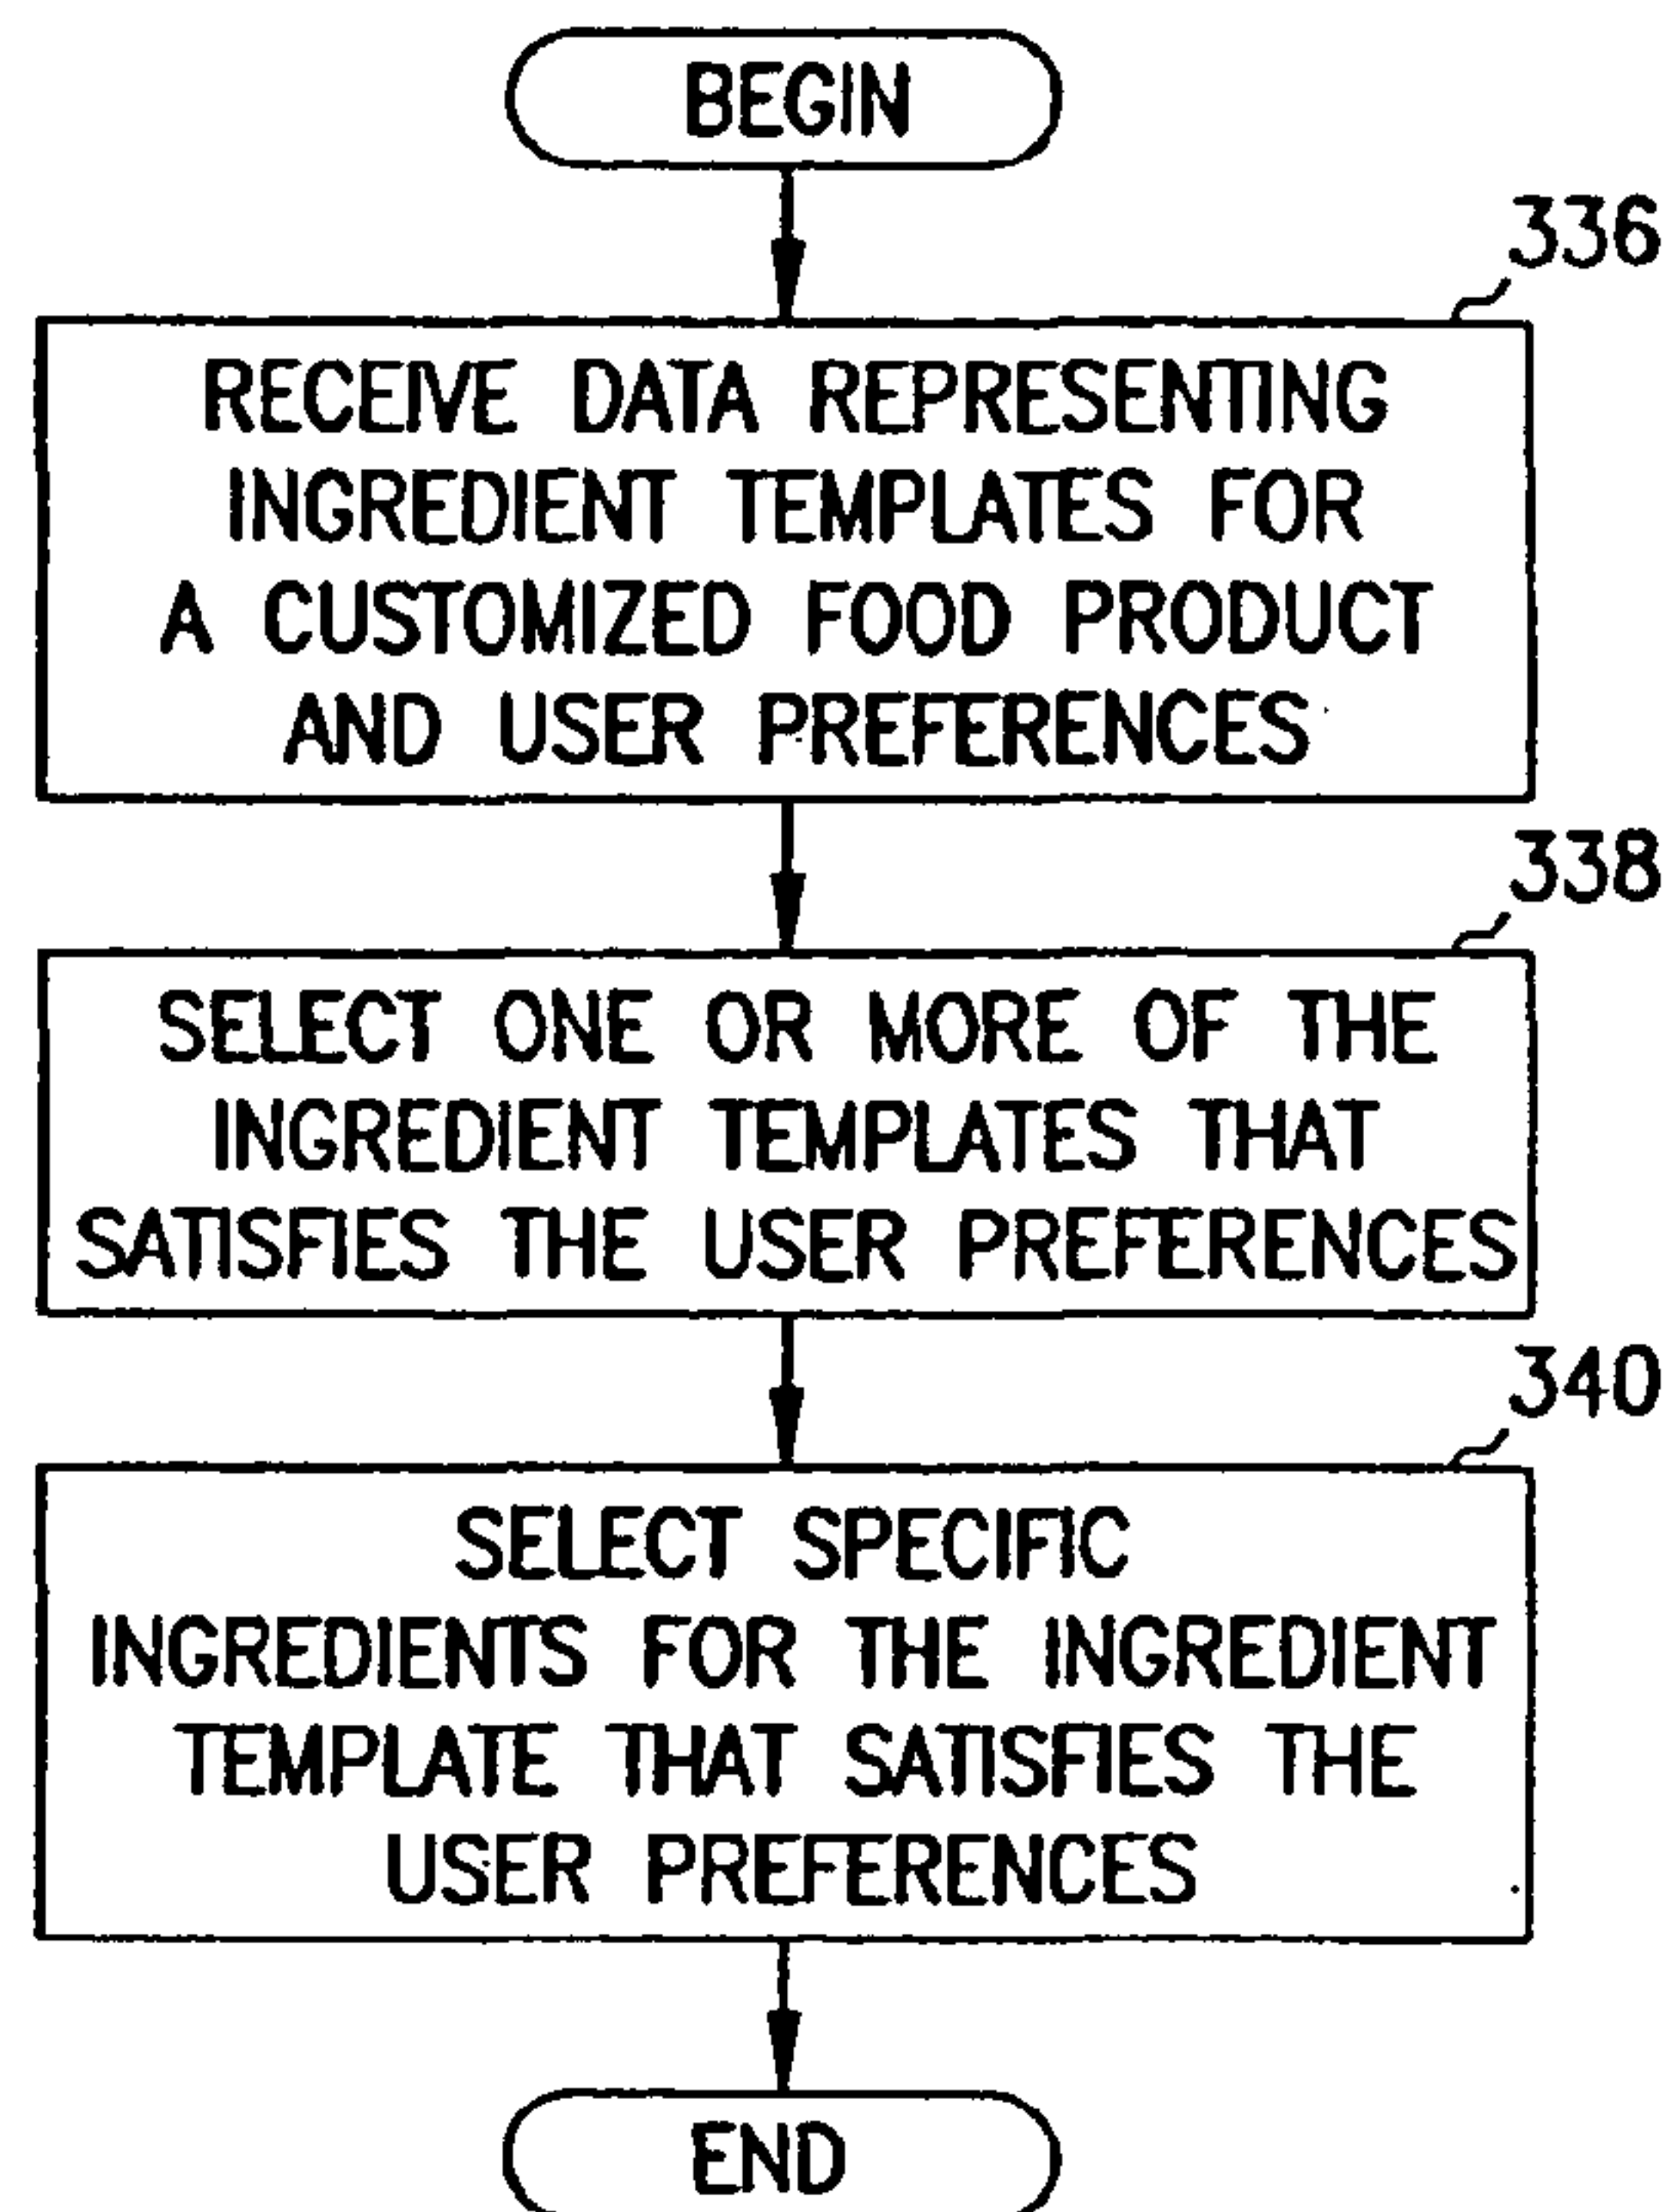 BEGIN
336
RECEIVE DATA REPRESENTING
INGREDIENT TEMPLATES FOR
A CUSTOMIZED FOOD PRODUCT
AND USER PREFERENCES
338
SELECT ONE OR MORE OF THE
INGREDIENT TEMPLATES THAT
SATISFIES THE USER PREFERENCES
340
SELECT SPECIFIC
INGREDIENTS FOR THE INGREDIENT
TEMPLATE THAT SATISFIES THE
USER PREFERENCES
END